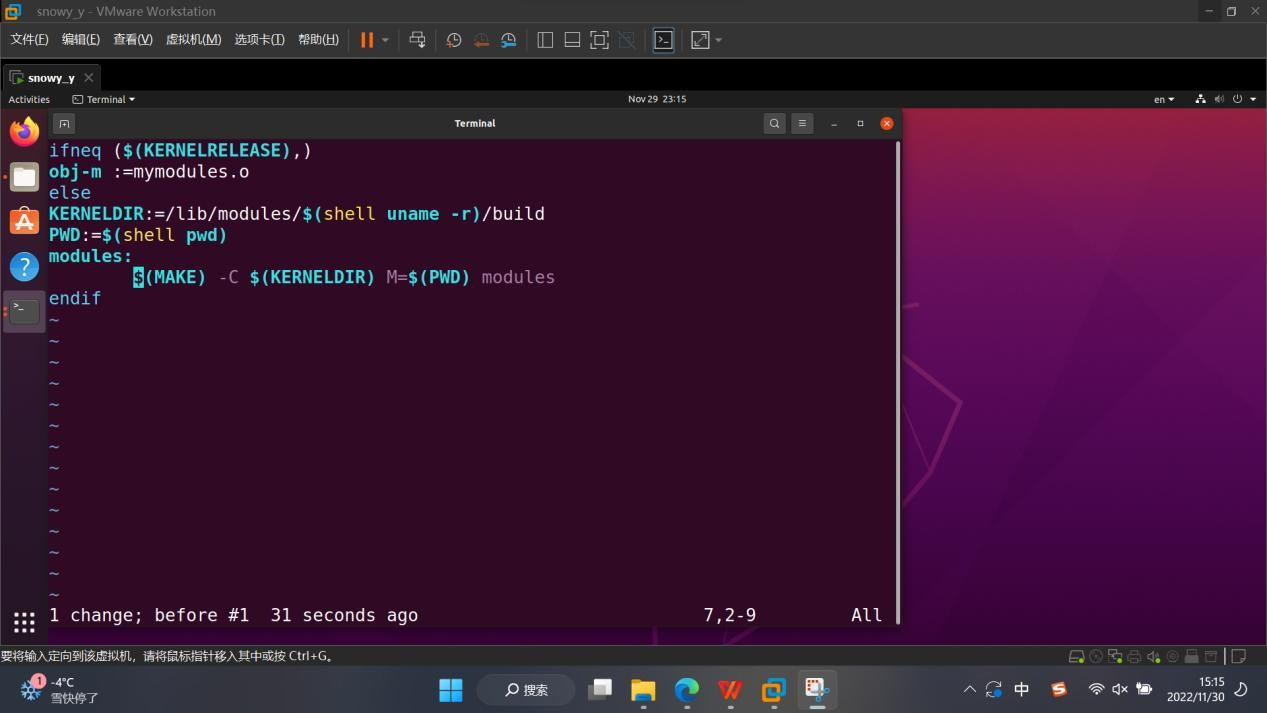 snowy_y - VMware Workstation
文件(F) 编辑(E) 查看(V) 虚拟机(M) 选项卡(T) 帮助(H)
snowy_y
Activities Terminal Nov 29 23:15 en
Terminal
ifneq ($(KERNELRELEASE),)
obj-m :=mymodules.o
else
KERNELDIR:=/lib/modules/$(shell uname -r)/build
PWD:=$(shell pwd)
modules:
$(MAKE) -C $(KERNELDIR) M=$(PWD) modules
endif
~
~
~
~
~
~
~
~
~
~
~
~
~
~
1 change; before #1 31 seconds ago 7,2-9 All
要将输入定向到该虚拟机，请将鼠标指针移入其中或按 Ctrl+G。
1 -4°C
雪快停了
搜索
中
15:15
2022/11/30